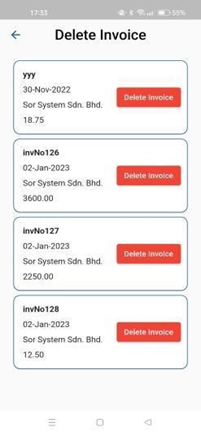 17:33
55%
Delete Invoice
yyy
30-Nov-2022
Sor System Sdn. Bhd.
18.75
Delete Invoice
invNo126
02-Jan-2023
Sor System Sdn. Bhd.
3600.00
Delete Invoice
invNo127
02-Jan-2023
Sor System Sdn. Bhd.
2250.00
Delete Invoice
invNo128
02-Jan-2023
Sor System Sdn. Bhd.
12.50
Delete Invoice